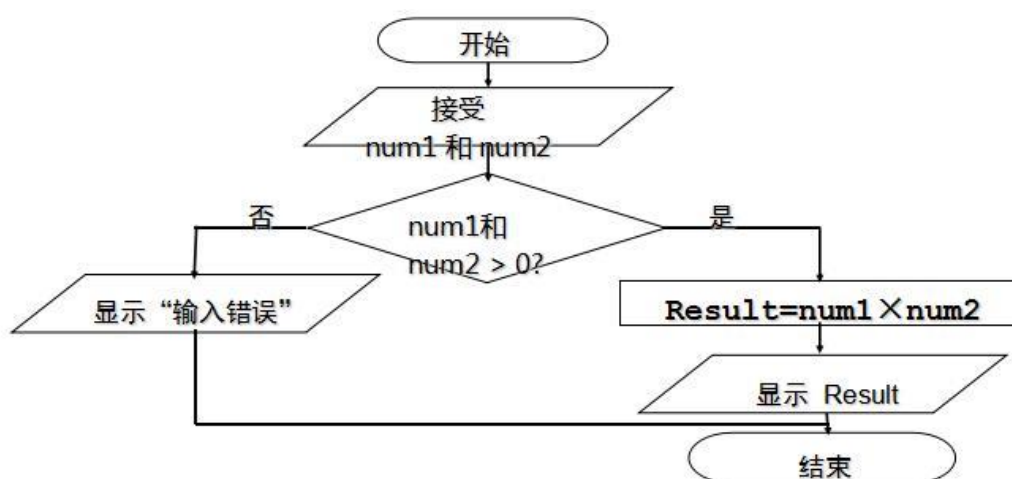 开始
接受
num1 和 num2
否
是
num1和
num2 > 0?
显示 “输入错误”
Result=num1×num2
显示 Result
结束